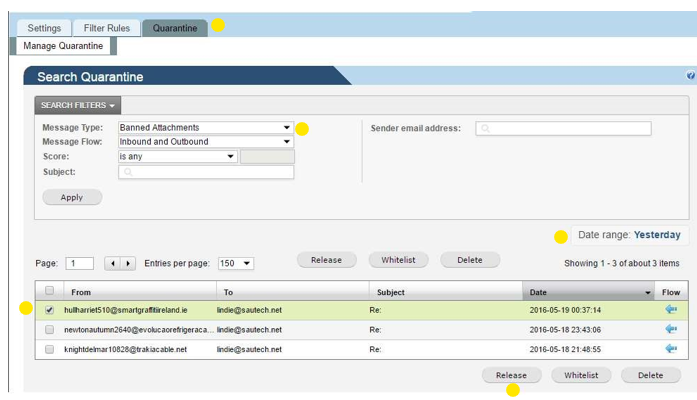 Settings Filter Rules Quarantine
Manage Quarantine
Search Quarantine
SEARCH FILTERS
Message Type: Banned Attachments Sender email address:
Message Flow: Inbound and Outbound
Score: is any
Subject:
Apply
Date range: Yesterday
Page: 1 Entries per page: 150 Release Whitelist Delete Showing 1 - 3 of about 3 items
From To Subject Date Flow
hullharriet510@smartgraffitiireland.ie lindie@sautech.net Re: 2016-05-19 00:37:14
newtonautumn2640@evolucaorefrigeraca... lindie@sautech.net Re: 2016-05-18 23:43:06
knightdelmar10828@trakiacable.net lindie@sautech.net Re: 2016-05-18 21:48:55
Release Whitelist Delete